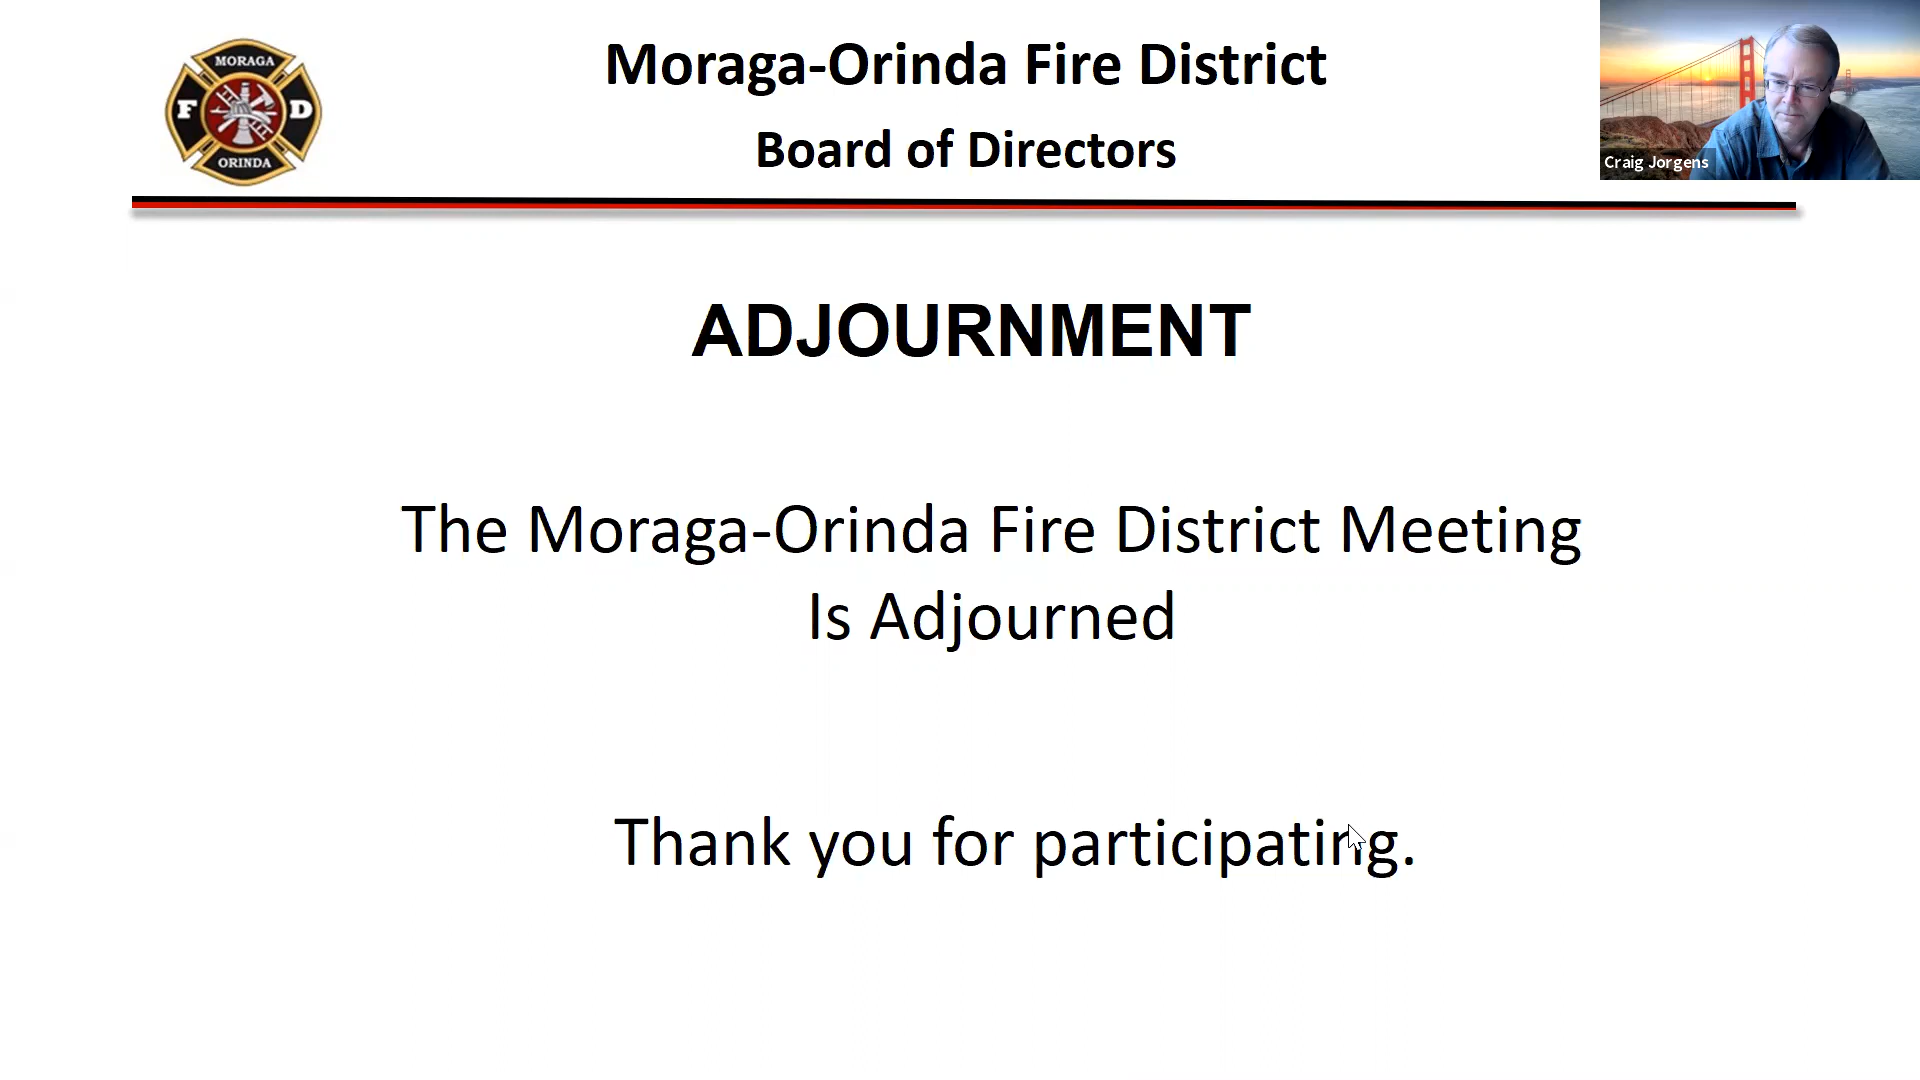 MORAGA
F D
ORINDA
Moraga-Orinda Fire District
Board of Directors
Craig Jorgens
ADJOURNMENT
The Moraga-Orinda Fire District Meeting
Is Adjourned
Thank you for participating.